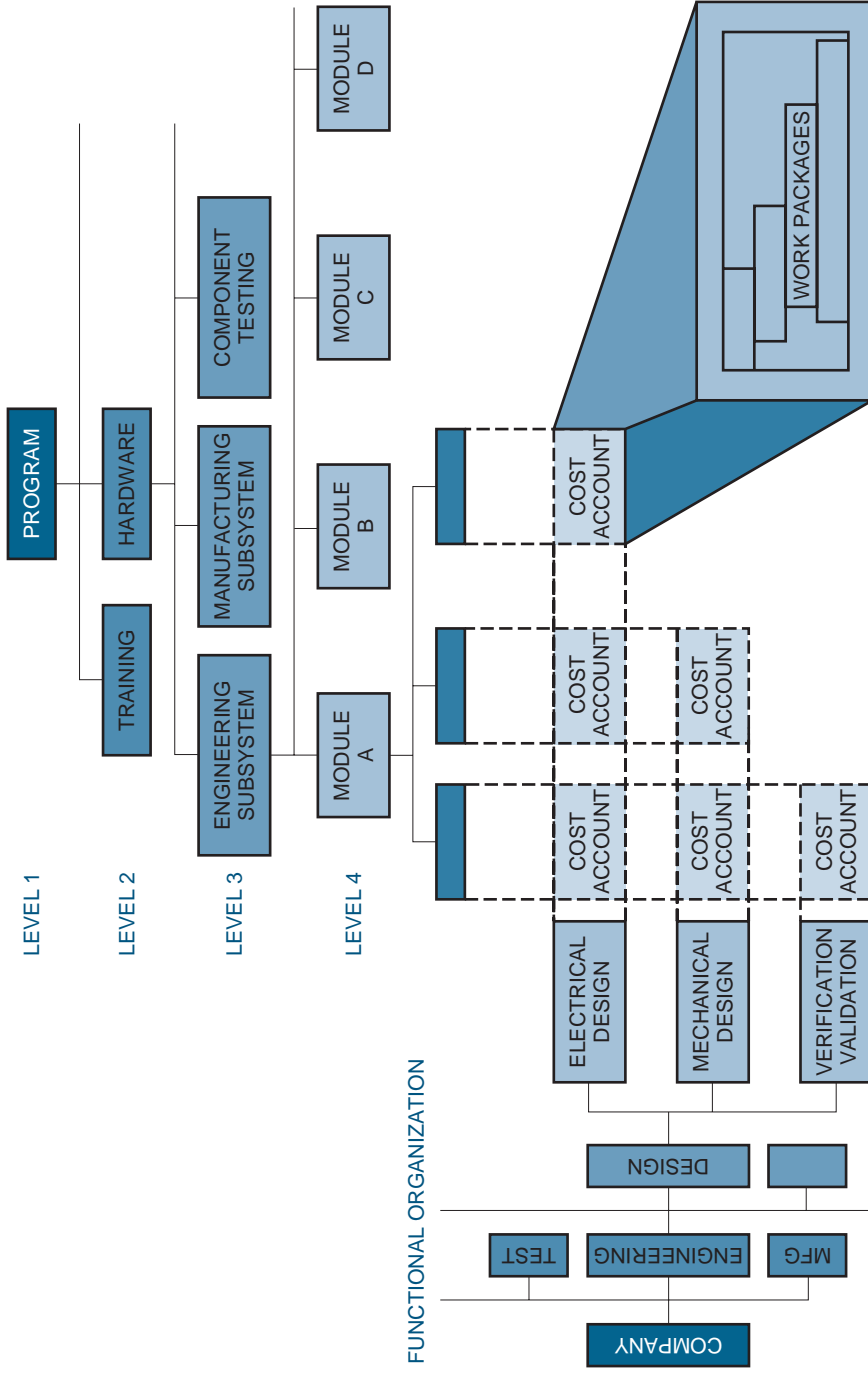 LEVEL 1
PROGRAM
LEVEL 2
TRAINING
HARDWARE
LEVEL 3
ENGINEERING
SUBSYSTEM
MANUFACTURING
SUBSYSTEM
COMPONENT
TESTING
LEVEL 4
MODULE
A
MODULE
B
MODULE
C
MODULE
D
FUNCTIONAL ORGANIZATION
COMPANY
TEST
ENGINEERING
MFG
DESIGN
ELECTRICAL
DESIGN
COST
ACCOUNT
COST
ACCOUNT
COST
ACCOUNT
MECHANICAL
DESIGN
COST
ACCOUNT
COST
ACCOUNT
VERIFICATION
VALIDATION
COST
ACCOUNT
WORK PACKAGES